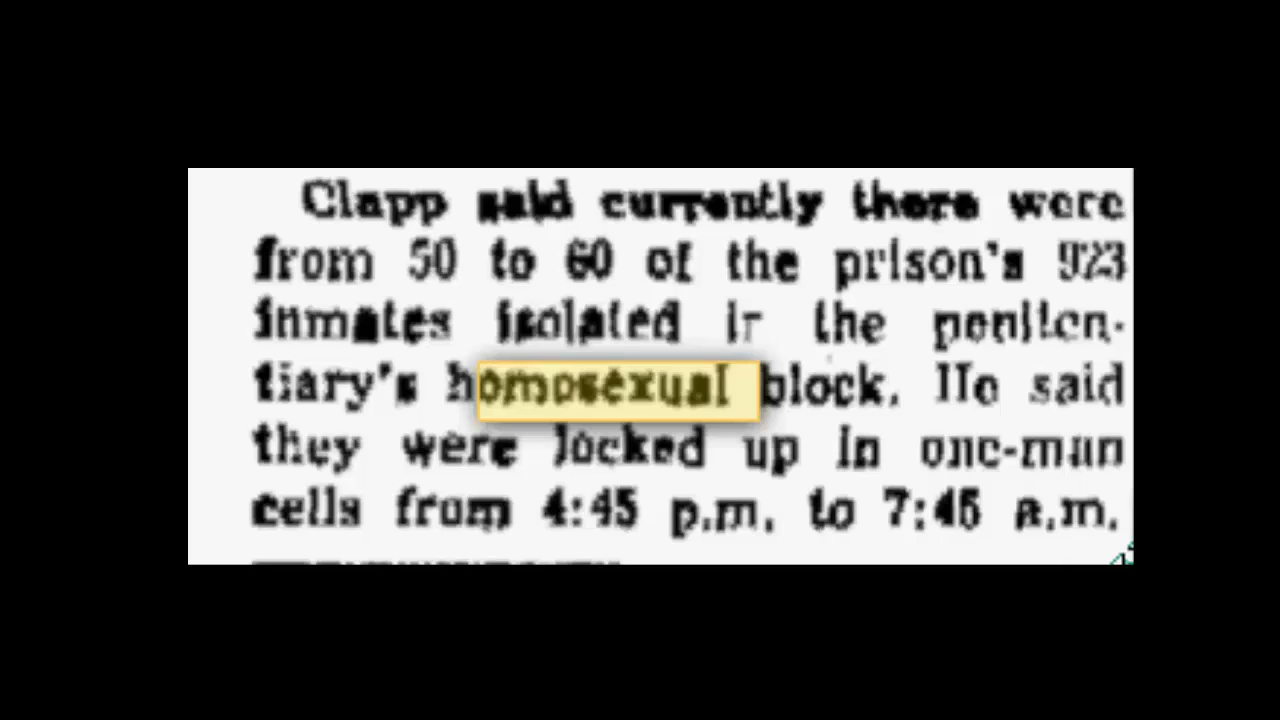 Clapp said currently there were
from 50 to 60 of the prison's 923
inmates isolated in the peniten-
tiary's homosexual block. He said
they were locked up in one-man
cells from 4:45 p.m. to 7:45 a.m.